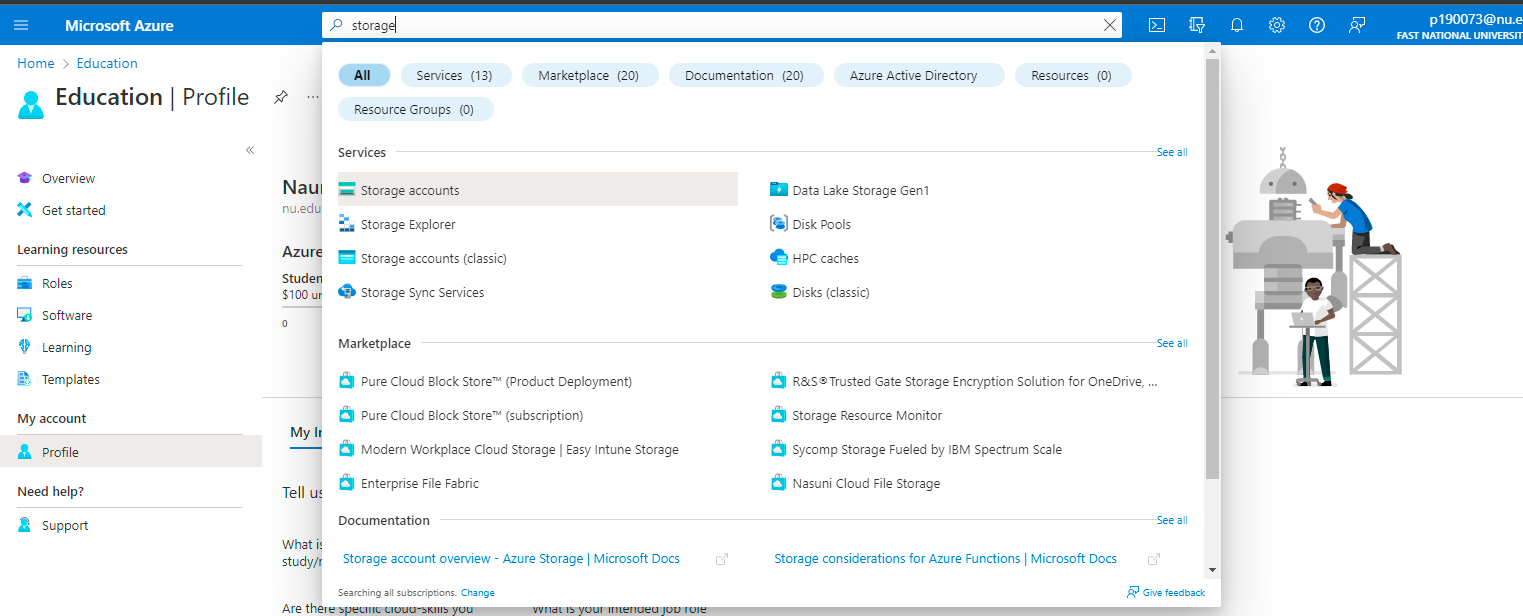 Microsoft Azure
storage
p190073@nu.e
FAST NATIONAL UNIVERSIT
Home > Education
Education | Profile
...
«
Overview
Get started
Learning resources
Roles
Software
Learning
Templates
My account
Profile
Need help?
Support
nu.edu
Azure
Studen
$100 u
0
My I
Tell us
What is
study/r
Are there specific cloud-skills you
What is your intended job role
All
Services (13)
Marketplace (20)
Documentation (20)
Azure Active Directory
Resources (0)
Resource Groups (0)
Services
See all
Storage accounts
Data Lake Storage Gen1
Storage Explorer
Disk Pools
Storage accounts (classic)
HPC caches
Storage Sync Services
Disks (classic)
Marketplace
See all
Pure Cloud Block Store™ (Product Deployment)
R&S®Trusted Gate Storage Encryption Solution for OneDrive, ...
Pure Cloud Block Store™ (subscription)
Storage Resource Monitor
Modern Workplace Cloud Storage | Easy Intune Storage
Sycomp Storage Fueled by IBM Spectrum Scale
Enterprise File Fabric
Nasuni Cloud File Storage
Documentation
See all
Storage account overview - Azure Storage | Microsoft Docs
Storage considerations for Azure Functions | Microsoft Docs
Searching all subscriptions. Change
Give feedback